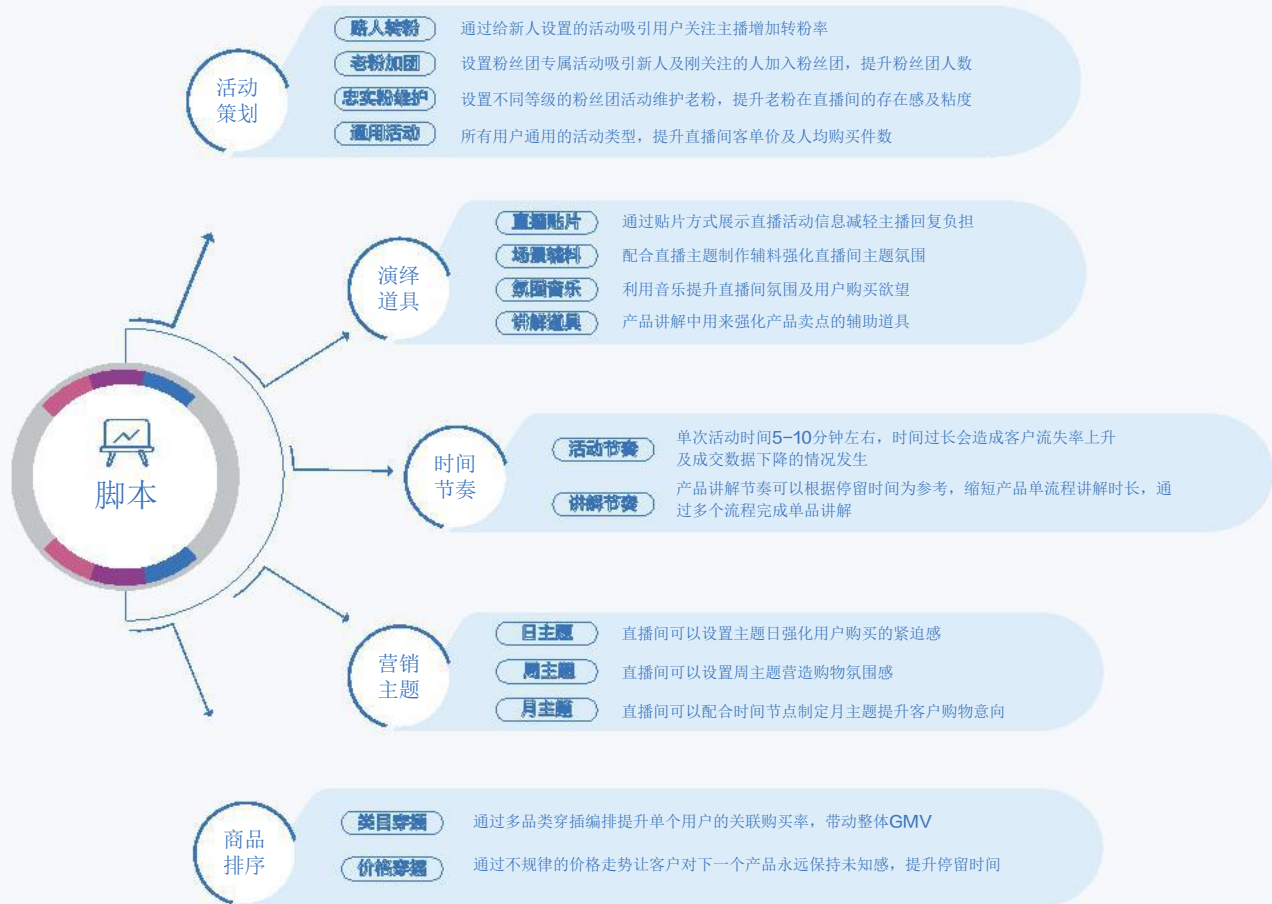 活动
策划
路人转粉
通过给新人设置的活动吸引用户关注主播增加转粉率
老粉加团
设置粉丝团专属活动吸引新人及刚关注的人加入粉丝团，提升粉丝团人数
忠实粉维护
设置不同等级的粉丝团活动维护老粉，提升老粉在直播间的存在感及粘度
通用活动
所有用户通用的活动类型，提升直播间客单价及人均购买件数
演绎
道具
直播贴片
通过贴片方式展示直播活动信息减轻主播回复负担
场景辅料
配合直播主题制作辅料强化直播间主题氛围
氛围音乐
利用音乐提升直播间氛围及用户购买欲望
讲解道具
产品讲解中用来强化产品卖点的辅助道具
脚本
时间
节奏
活动节奏
单次活动时间5-10分钟左右，时间过长会造成客户流失率上升
及成交数据下降的情况发生
讲解节奏
产品讲解节奏可以根据停留时间为参考，缩短产品单流程讲解时长，通
过多个流程完成单品讲解
营销
主题
日主题
直播间可以设置主题日强化用户购买的紧迫感
周主题
直播间可以设置周主题营造购物氛围感
月主题
直播间可以配合时间节点制定月主题提升客户购物意向
商品
排序
类目穿插
通过多品类穿插编排提升单个用户的关联购买率，带动整体GMV
价格穿插
通过不规律的价格走势让客户对下一个产品永远保持未知感，提升停留时间